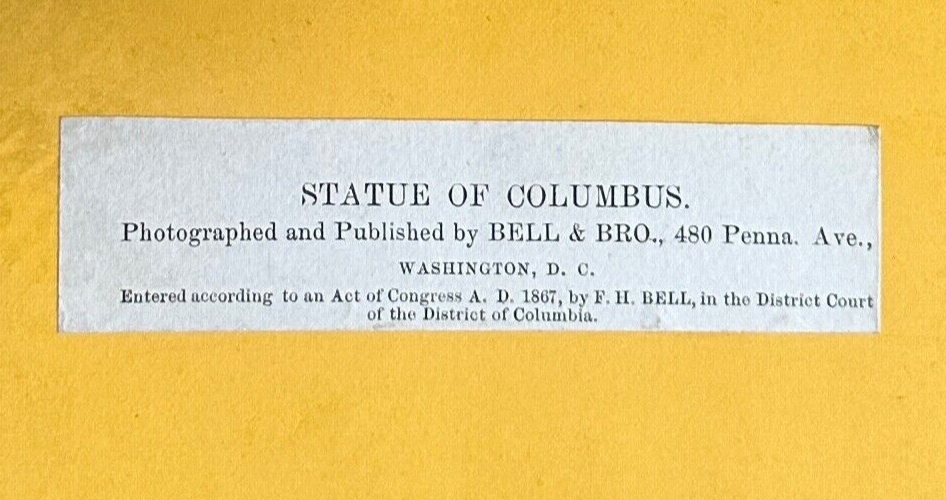 STATUE OF COLUMBUS.
Photographed and Published by BELL & BRO., 480 Penna. Ave.,
WASHINGTON, D. C.
Entered according to an Act of Congress A. D. 1867, by F. H. BELL, in the District Court
of the District of Columbia.